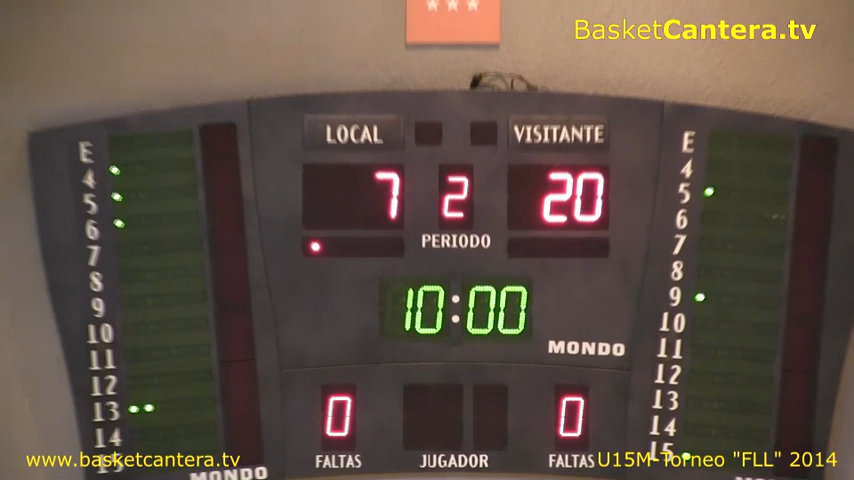 BasketCantera.tv
LOCAL VISITANTE
7 2 20
PERIODO
10:00
MONDO
E E
4 4
5 5
6 6
7 7
8 8
9 9
10 10
11 11
12 12
13 13
14 14
15 15
0 0
FALTAS JUGADOR FALTAS
MONDO
www.basketcantera.tv U15M-Torneo "FLL" 2014